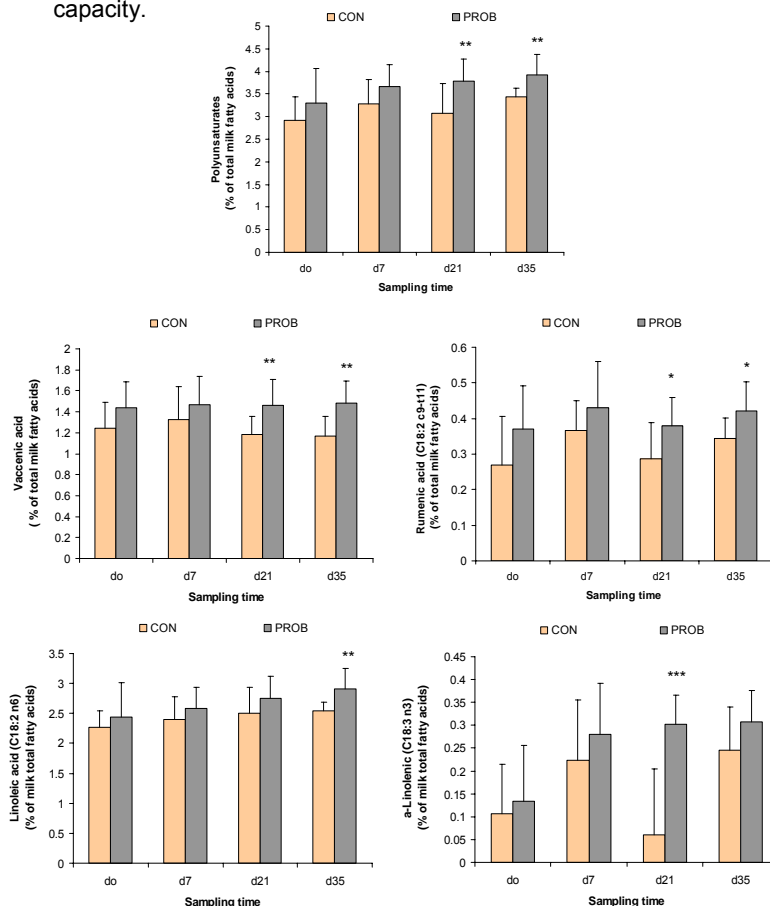 capacity.
CON PROB
Polyunsaturates
(% of total milk fatty acids)
5
4.5
4
3.5
3
2.5
2
1.5
1
0.5
0
** **
do d7 d21 d35
Sampling time
CON PROB
Vaccenic acid
( % of total milk fatty acids)
2
1.8
1.6
1.4
1.2
1
0.8
0.6
0.4
0.2
0
** **
do d7 d21 d35
Sampling time
CON PROB
Rumenic acid (C18:2 c9-t11)
(% of total milk fatty acids)
0.6
0.5
0.4
0.3
0.2
0.1
0
* *
do d7 d21 d35
Sampling time
CON PROB
Linoleic acid (C18:2 n6)
(% of milk total fatty acids)
3.5
3
2.5
2
1.5
1
0.5
0
**
do d7 d21 d35
Sampling time
CON PROB
a-Linolenic (C18:3 n3)
(% of milk total fatty acids)
0.45
0.4
0.35
0.3
0.25
0.2
0.15
0.1
0.05
0
***
do d7 d21 d35
Sampling time